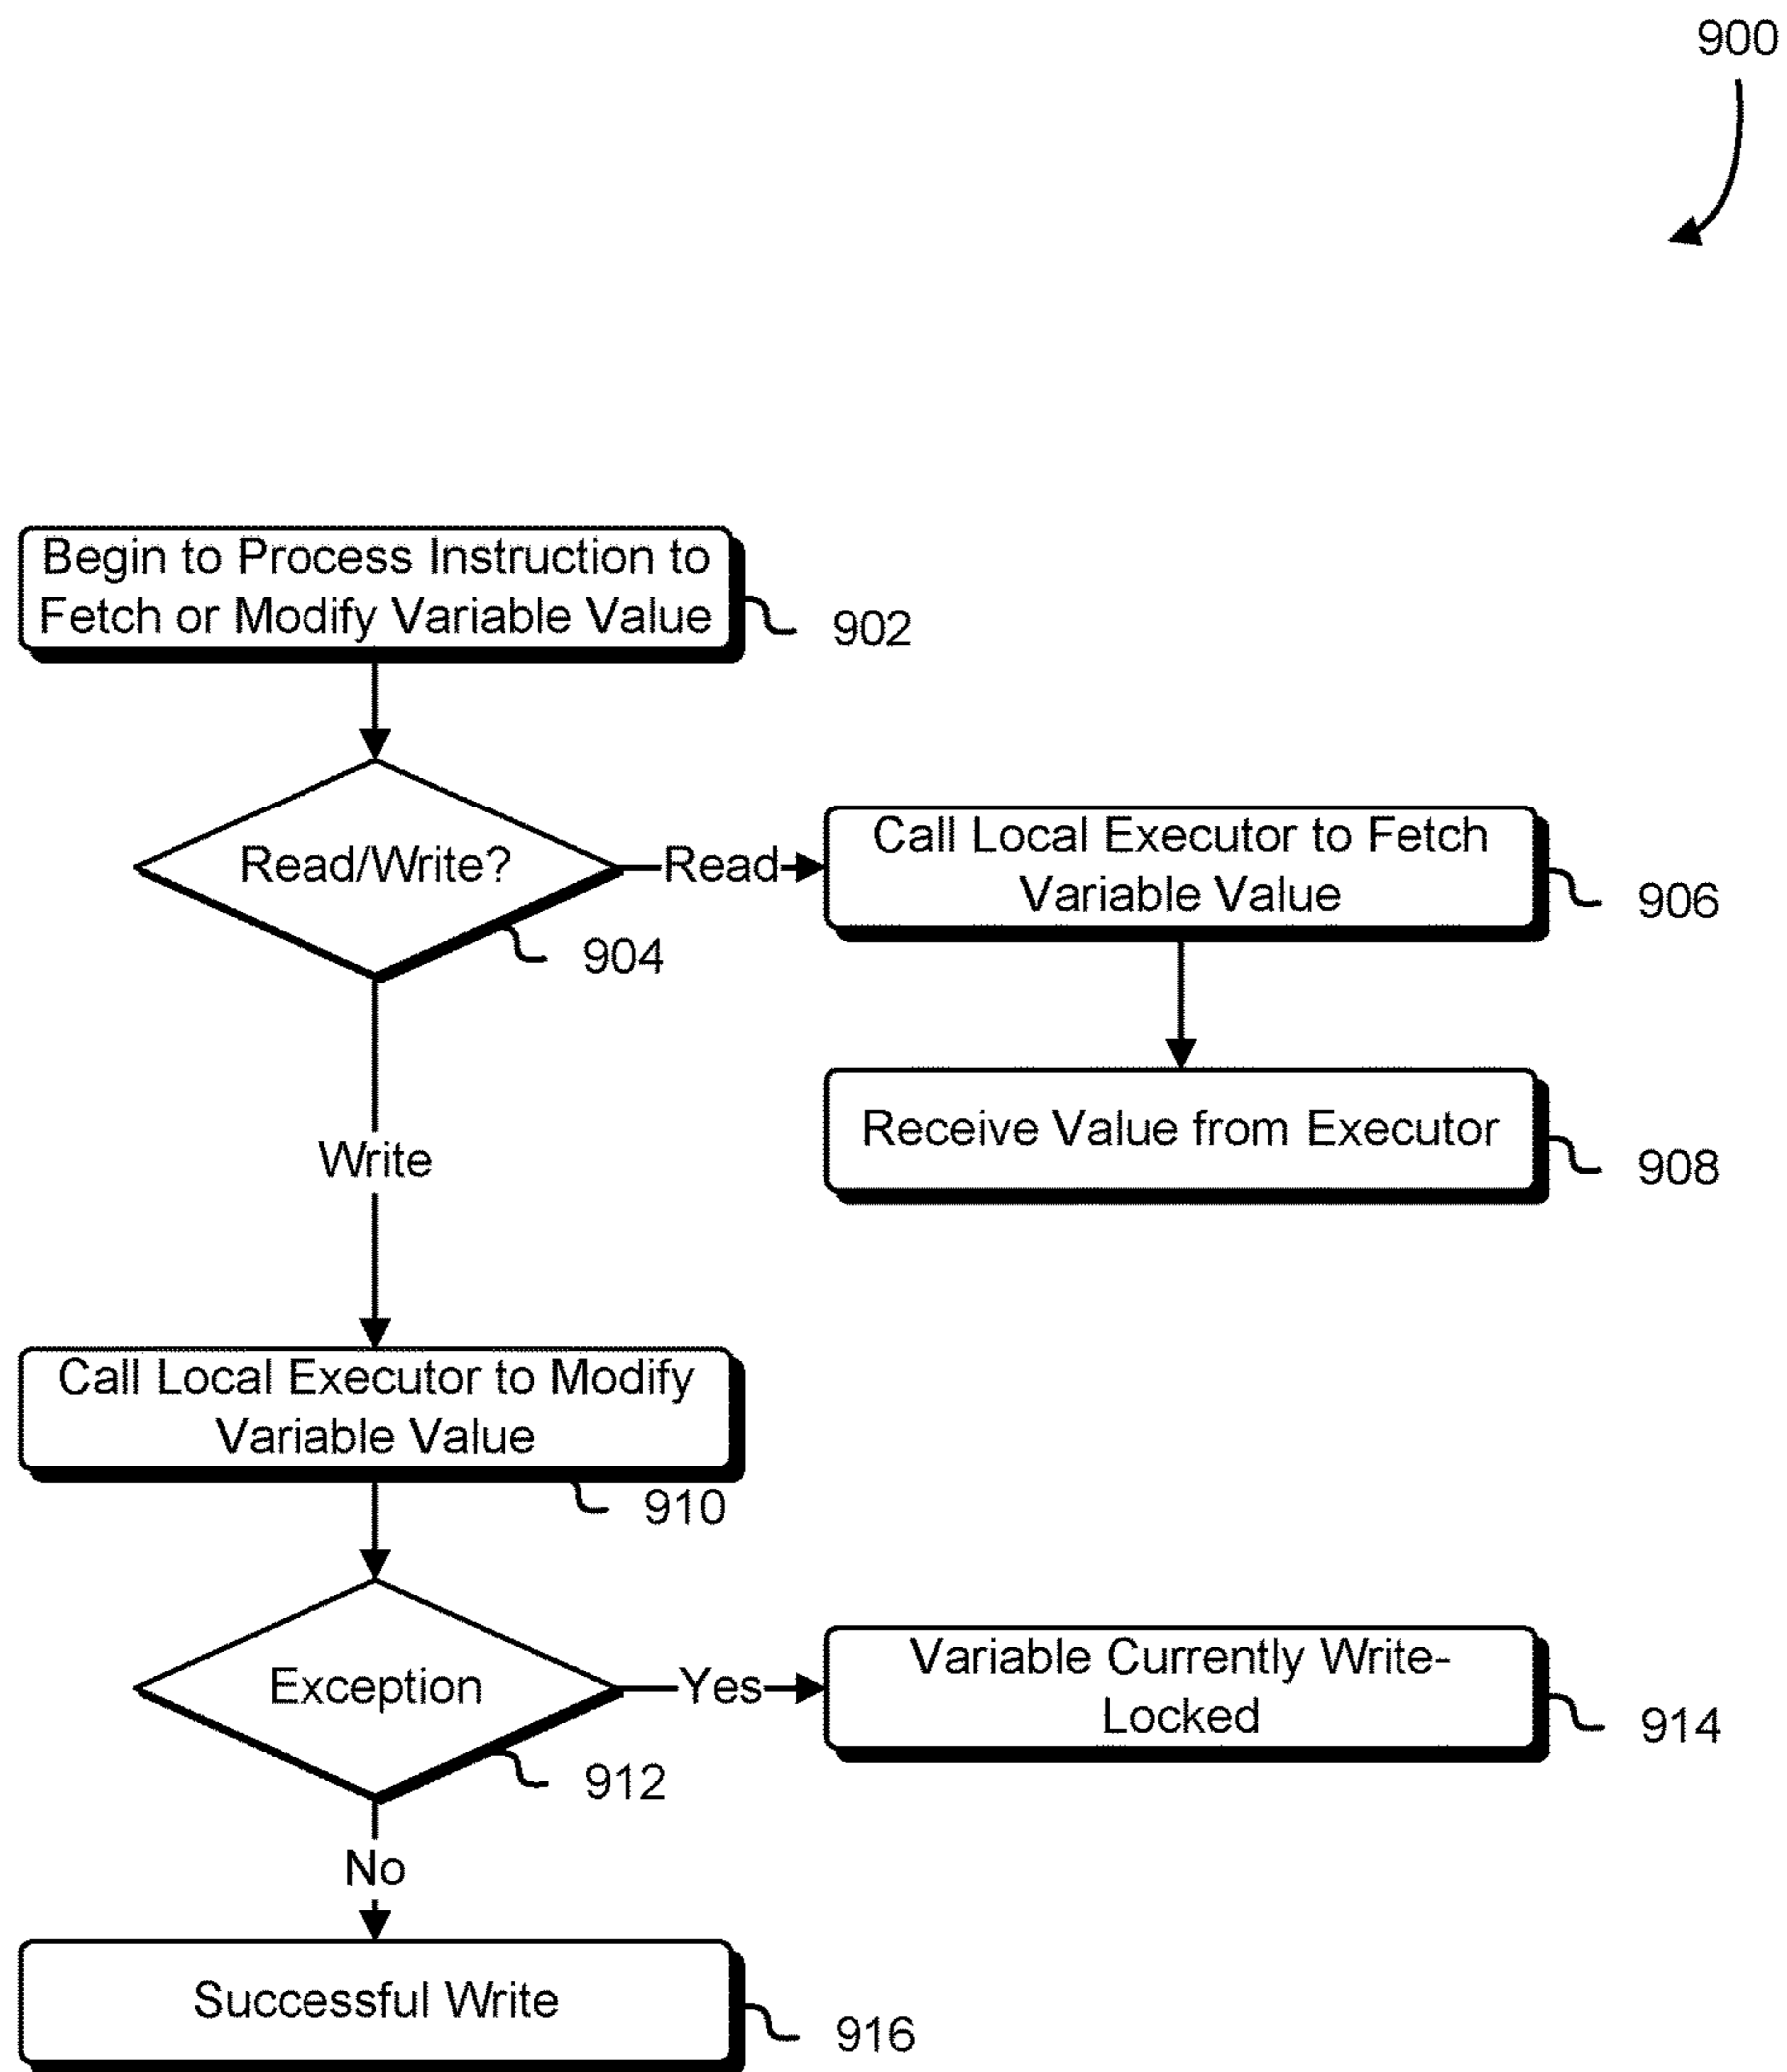 900
Begin to Process Instruction to
Fetch or Modify Variable Value
902
Read/Write?
904
Read
Call Local Executor to Fetch
Variable Value
906
Receive Value from Executor
908
Write
Call Local Executor to Modify
Variable Value
910
Exception
912
Yes
Variable Currently Write-
Locked
914
No
Successful Write
916